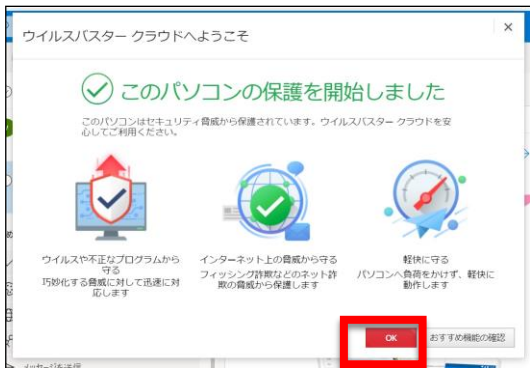 ウイルスバスター クラウドへようこそ
このパソコンの保護を開始しました
このパソコンはセキュリティ脅威から保護されています。ウイルスバスター クラウドを安
心してご利用ください。
ウイルスや不正なプログラムから
守る
巧妙化する脅威に対して迅速に対
応します
インターネット上の脅威から守る
フィッシング詐欺などのネット詐
欺の脅威から保護します
軽快に守る
パソコンへ負荷をかけず、軽快に
動作します
OK
おすすめ機能の確認
メッセージを送信